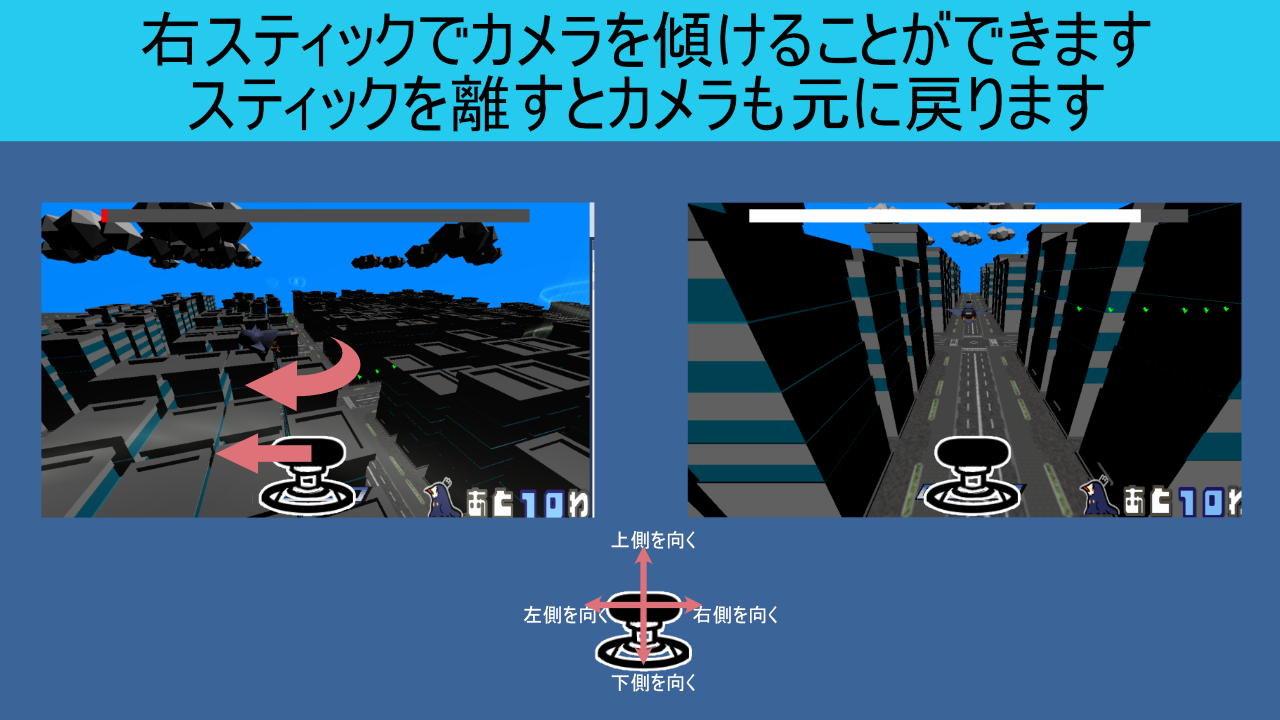 右スティックでカメラを傾けることができます
スティックを離すとカメラも元に戻ります
あと10わ
あと10わ
上側を向く
左側を向く
右側を向く
下側を向く